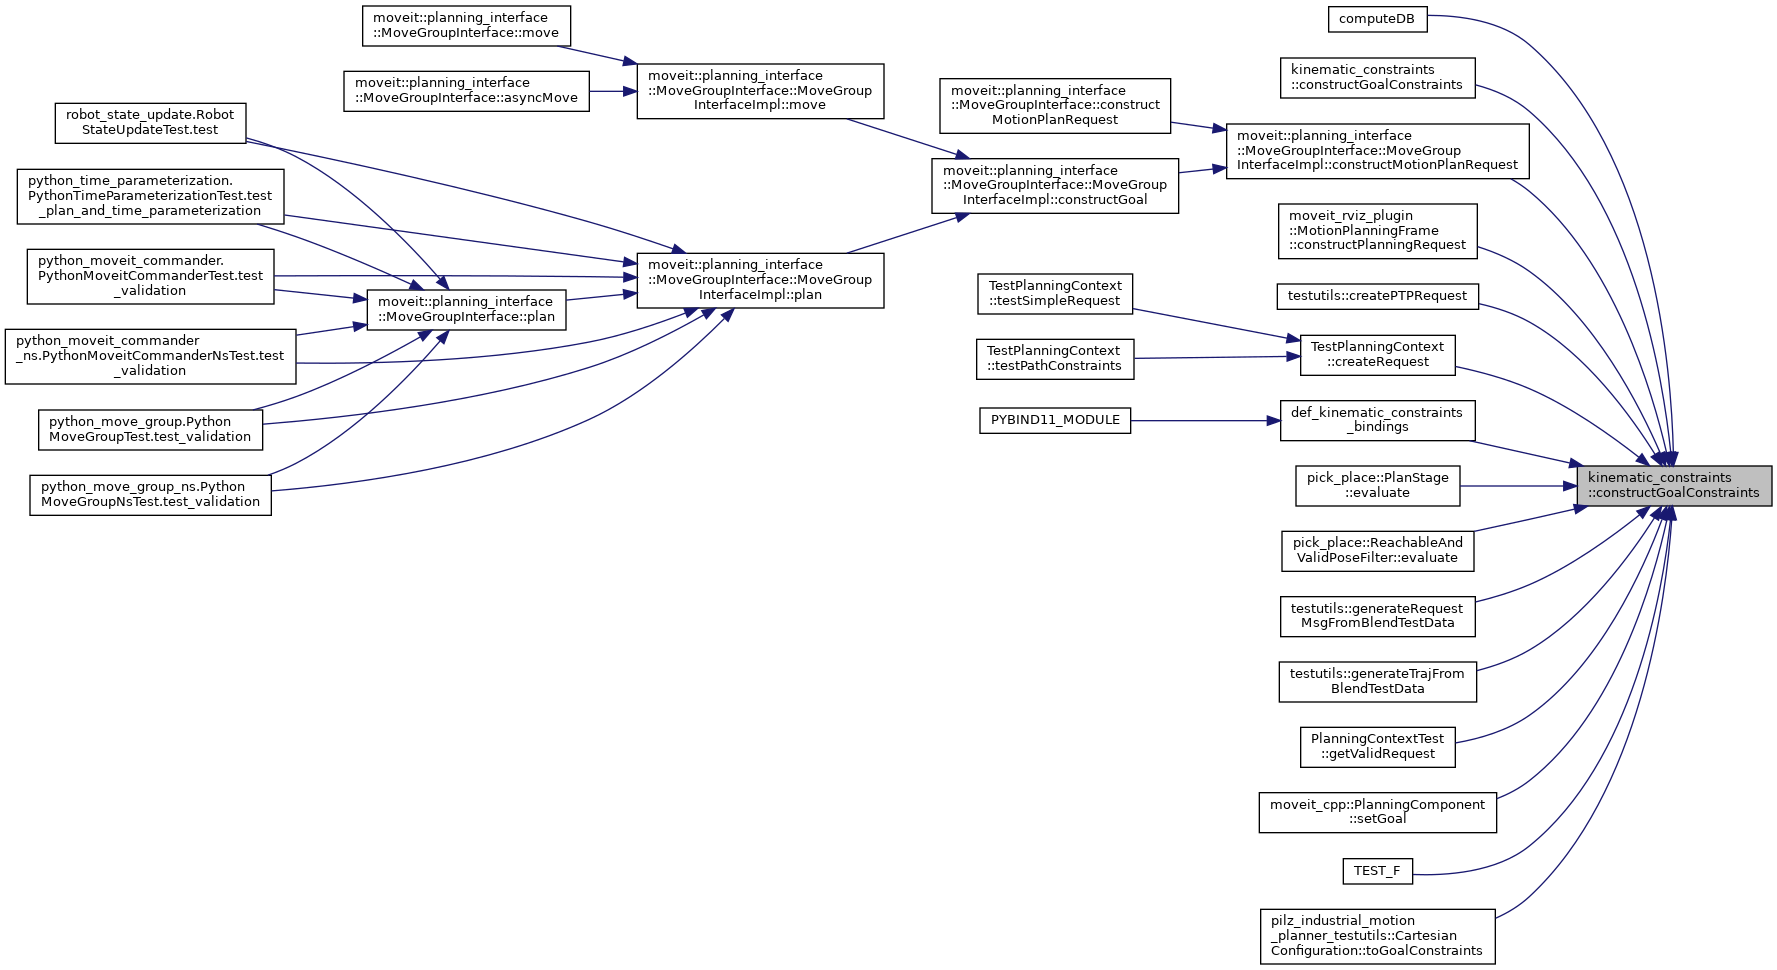 moveit::planning_interface
::MoveGroupInterface::move
moveit::planning_interface
::MoveGroupInterface::asyncMove
robot_state_update.Robot
StateUpdateTest.test
python_time_parameterization.
PythonTimeParameterizationTest.test
_plan_and_time_parameterization
python_moveit_commander.
PythonMoveitCommanderTest.test
_validation
python_moveit_commander
_ns.PythonMoveitCommanderNsTest.test
_validation
python_move_group.Python
MoveGroupTest.test_validation
python_move_group_ns.Python
MoveGroupNsTest.test_validation
moveit::planning_interface
::MoveGroupInterface::plan
moveit::planning_interface
::MoveGroupInterface::MoveGroup
InterfaceImpl::move
moveit::planning_interface
::MoveGroupInterface::MoveGroup
InterfaceImpl::plan
moveit::planning_interface
::MoveGroupInterface::construct
MotionPlanRequest
moveit::planning_interface
::MoveGroupInterface::MoveGroup
InterfaceImpl::constructGoal
TestPlanningContext
::testSimpleRequest
TestPlanningContext
::testPathConstraints
PYBIND11_MODULE
computeDB
kinematic_constraints
::constructGoalConstraints
moveit::planning_interface
::MoveGroupInterface::MoveGroup
InterfaceImpl::constructMotionPlanRequest
moveit_rviz_plugin
::MotionPlanningFrame
::constructPlanningRequest
testutils::createPTPRequest
TestPlanningContext
::createRequest
def_kinematic_constraints
_bindings
pick_place::PlanStage
::evaluate
pick_place::ReachableAnd
ValidPoseFilter::evaluate
testutils::generateRequest
MsgFromBlendTestData
testutils::generateTrajFrom
BlendTestData
PlanningContextTest
::getValidRequest
moveit_cpp::PlanningComponent
::setGoal
TEST_F
pilz_industrial_motion
_planner_testutils::Cartesian
Configuration::toGoalConstraints
kinematic_constraints
::constructGoalConstraints